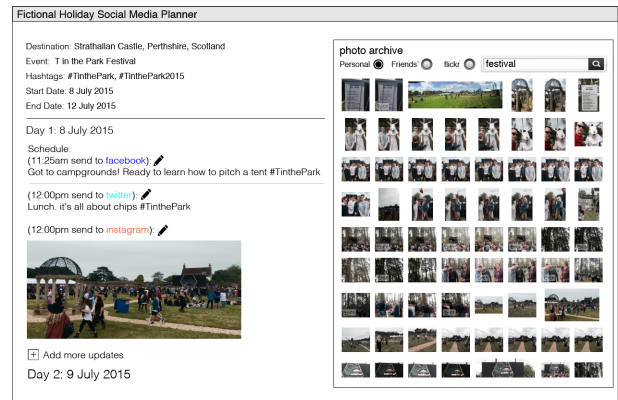 Fictional Holiday Social Media Planner
Destination: Strathallan Castle, Perthshire, Scotland
Event: T in the Park Festival
Hashtags: #TinthePark, #TinthePark2015
Start Date: 8 July 2015
End Date: 12 July 2015
Day 1: 8 July 2015
Schedule:
(11:25am send to facebook):
Got to campgrounds! Ready to learn how to pitch a tent #TinthePark
(12:00pm send to twitter):
Lunch. it's all about chips #TinthePark
(12:00pm send to instagram):
+ Add more updates
Day 2: 9 July 2015
photo archive
Personal Friends' flickr festival